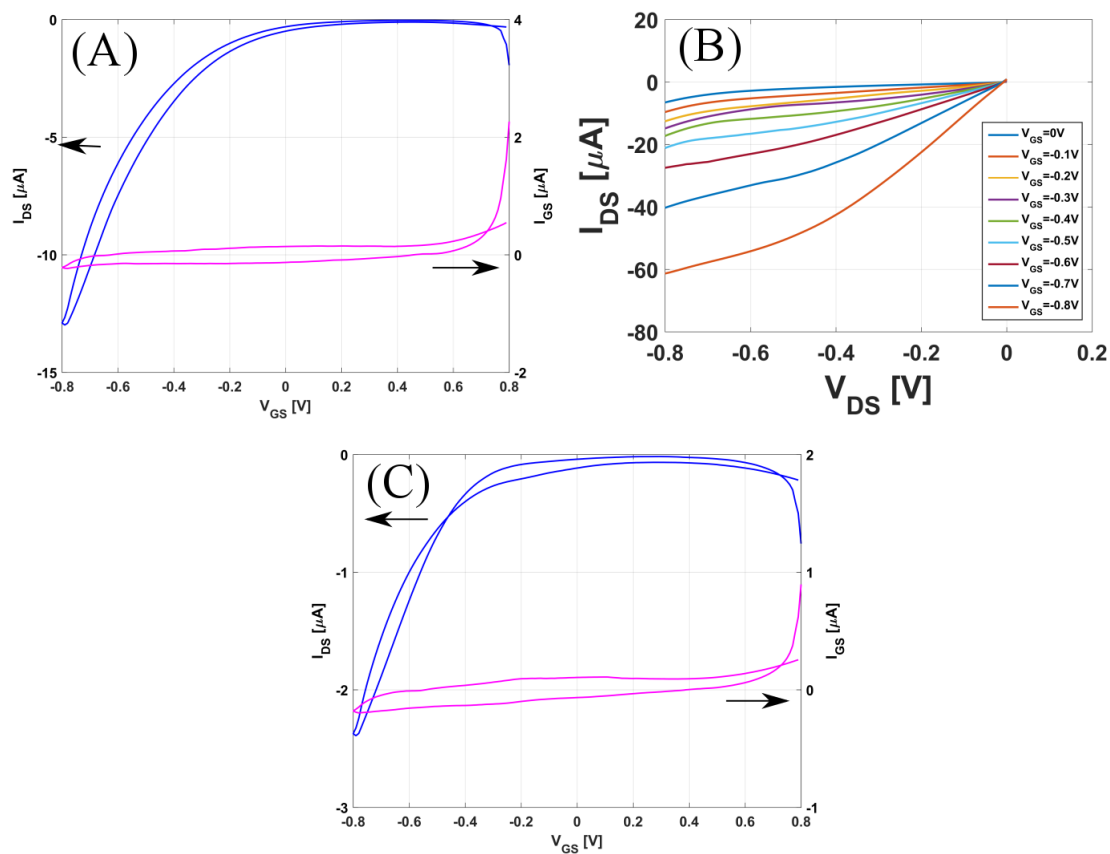 (A)
0
-5
-10
-15
I_DS [μA]
4
2
0
-2
I_GS [μA]
-0.8 -0.6 -0.4 -0.2 0 0.2 0.4 0.6 0.8
V_GS [V]
(B)
20
0
-20
-40
-60
-80
I_DS [μA]
V_GS=0V
V_GS=-0.1V
V_GS=-0.2V
V_GS=-0.3V
V_GS=-0.4V
V_GS=-0.5V
V_GS=-0.6V
V_GS=-0.7V
V_GS=-0.8V
-0.8 -0.6 -0.4 -0.2 0 0.2
V_DS [V]
(C)
0
-1
-2
-3
I_DS [μA]
2
1
0
-1
I_GS [μA]
-0.8 -0.6 -0.4 -0.2 0 0.2 0.4 0.6 0.8
V_GS [V]